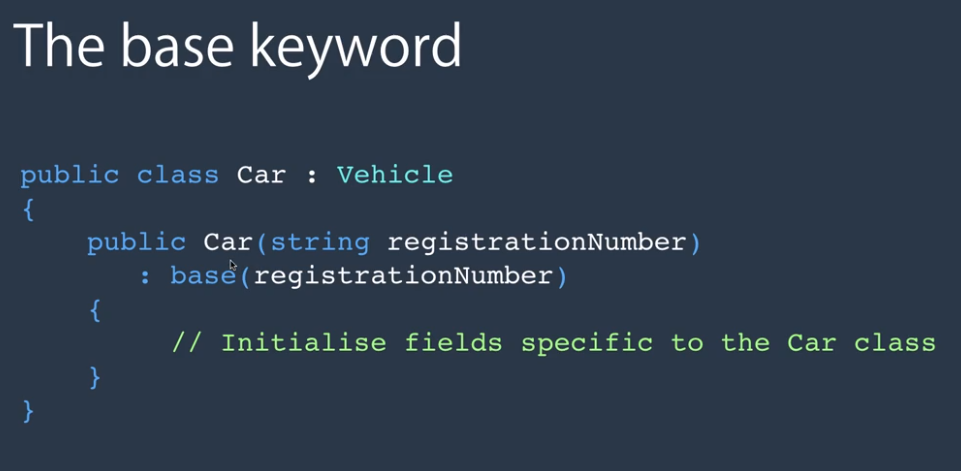 The base keyword
public class Car : Vehicle
{
public Car(string registrationNumber)
: base(registrationNumber)
{
// Initialise fields specific to the Car class
}
}